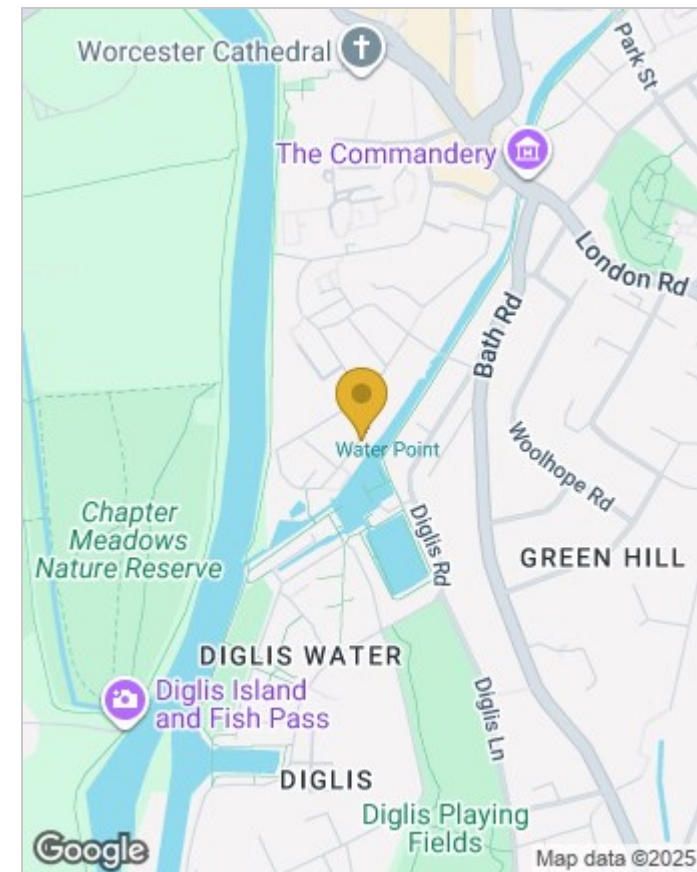 Worcester Cathedral
Park St
The Commandery
London Rd
Bath Rd
Water Point
Woolhope Rd
Chapter
Meadows
Nature Reserve
Diglis Rd
GREEN HILL
DIGLIS WATER
Diglis Island
and Fish Pass
Diglis Ln
DIGLIS
Diglis Playing
Fields
Google
Map data ©2025